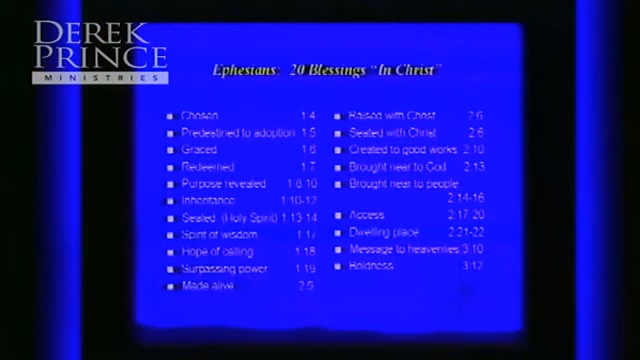 DEREK
PRINCE
MINISTRIES
Ephesians: 20 Blessings "In Christ"
Chosen 1:4
Predestined to adoption 1:5
Graced 1:6
Redeemed 1:7
Purpose revealed 1:8-10
Inheritance 1:10-12
Sealed (Holy Spirit) 1:13-14
Spirit of wisdom 1:17
Hope of calling 1:18
Surpassing power 1:19
Made alive 2:5
Raised with Christ 2:6
Seated with Christ 2:6
Created to good works 2:10
Brought near to God 2:13
Brought near to people
2:14-16
Access 2:17-20
Dwelling place 2:21-22
Message to heavenlies 3:10
Boldness 3:12